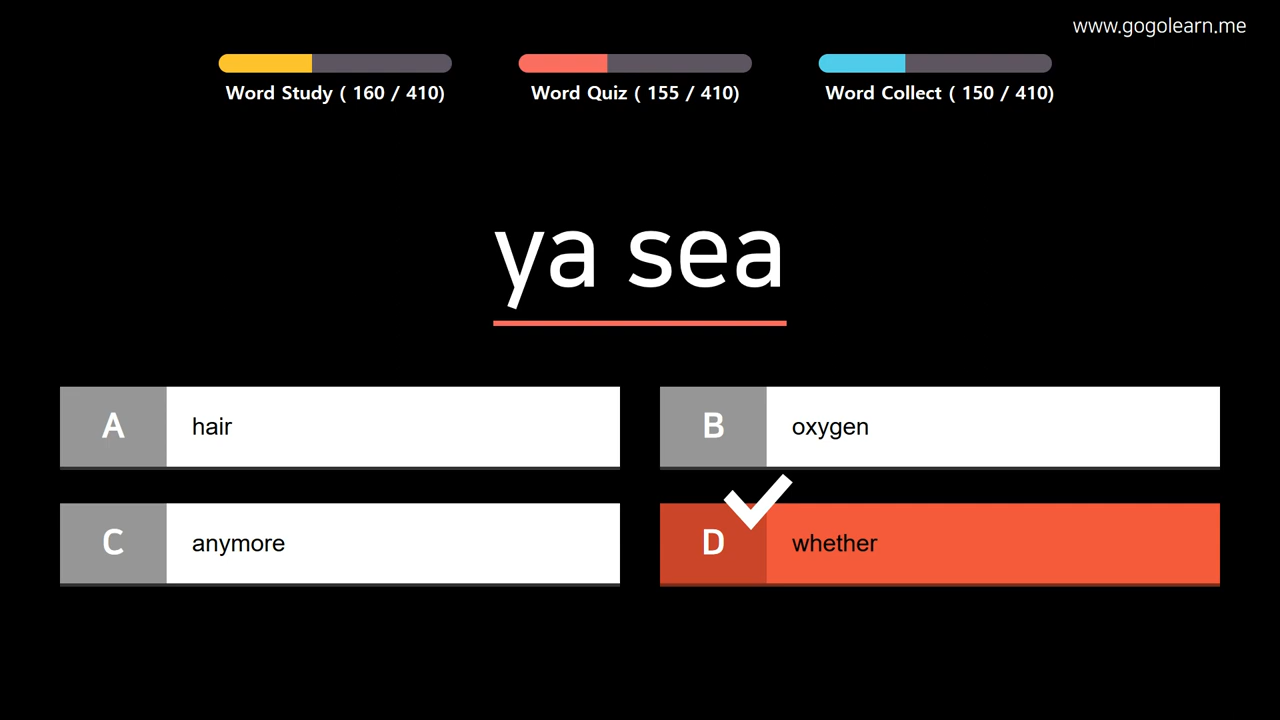 www.gogolearn.me
Word Study ( 160 / 410)
Word Quiz ( 155 / 410)
Word Collect ( 150 / 410)
ya sea
A hair
B oxygen
C anymore
D whether